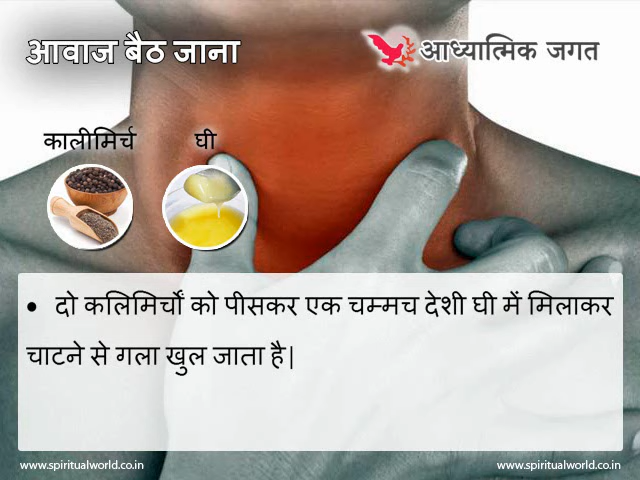 आवाज बैठ जाना
आध्यात्मिक जगत
कालीमिर्च
घी
• दो कलिमिर्चों को पीसकर एक चम्मच देशी घी में मिलाकर
चाटने से गला खुल जाता है|
www.spiritualworld.co.in
www.spiritualworld.co.in